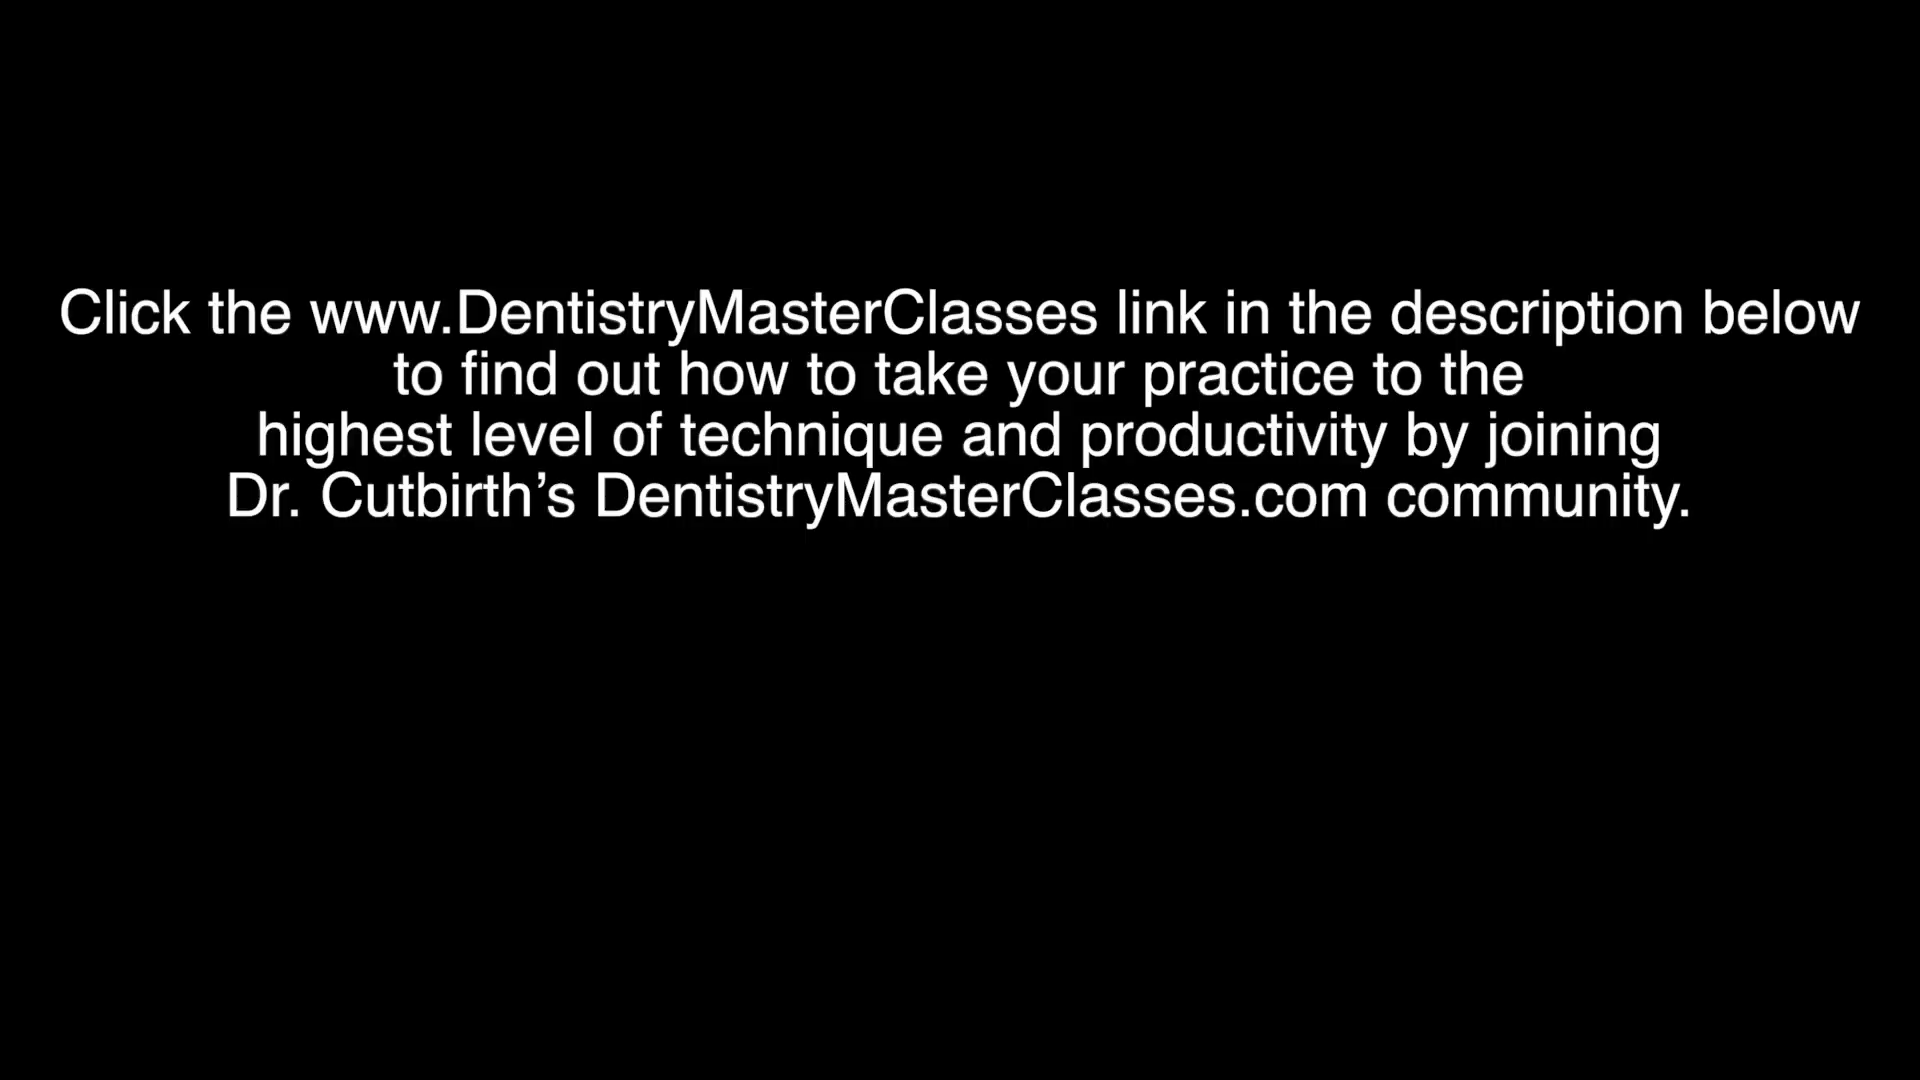 Click the www.DentistryMasterClasses link in the description below
to find out how to take your practice to the
highest level of technique and productivity by joining
Dr. Cutbirth’s DentistryMasterClasses.com community.